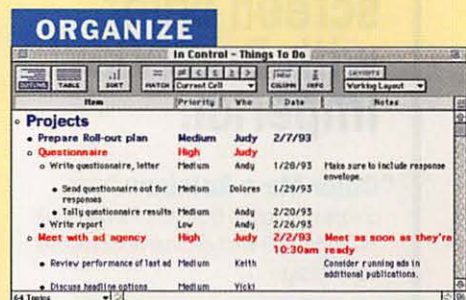 ORGANIZE
In Control - Things To Do
OUTLINE TABLE SORT MATCH ≠ < ≤ ≥ > Current Cell NEW COLUMN INFO LAYOUTS Working Layout
Item Priority Who Date Notes
Projects
Prepare Roll-out plan Medium Judy 2/7/93
Questionnaire High Judy
Write questionnaire, letter Medium Andy 1/20/93 Make sure to include response
envelope.
Send questionnaire out for Medium Delores 1/29/93
responses
Tally questionnaire results Medium Andy 2/20/93
Write report Low Andy 2/26/93
Meet with ad agency High Judy 2/2/93 Meet as soon as they're
10:30am ready
Review performance of last ad Medium Keith Consider running ads in
additional publications.
Discuss headline options Medium Vicki
64 Topics